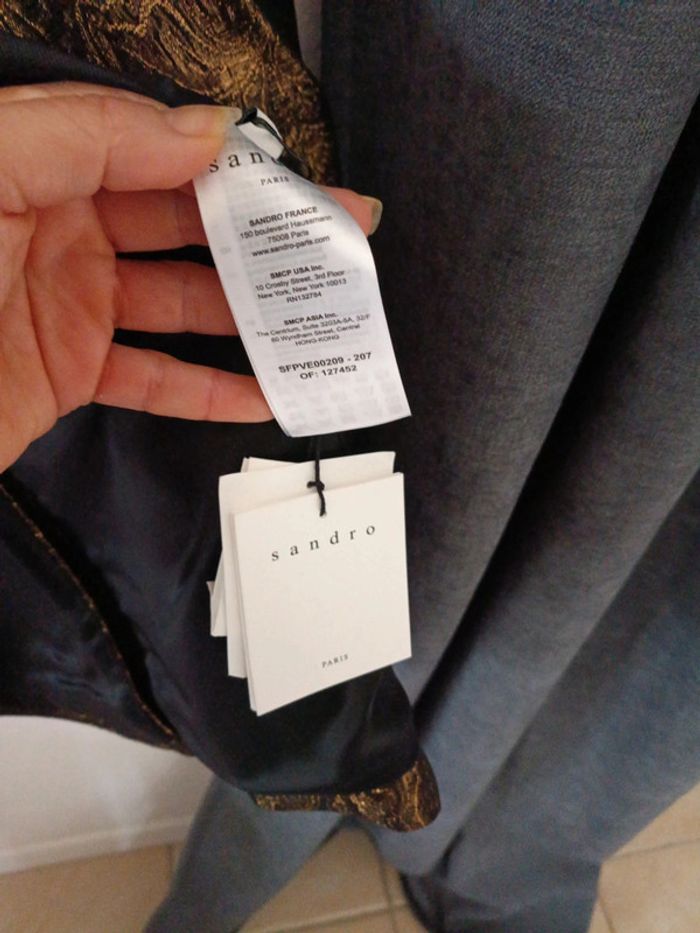 san
PARIS
SANDRO FRANCE
150 boulevard Haussmann
75008 Paris
www.sandro-paris.com
SMCP USA Inc.
10 Crosby Street, 3rd Floor
New York, New York 10013
RN132784
SMCP ASIA Inc.
The Centrium, Suite 3203A-5A, 32/F
60 Wyndham Street, Central
HONG-KONG
SFPVE00209 - 207
OF: 127452
sandro
PARIS